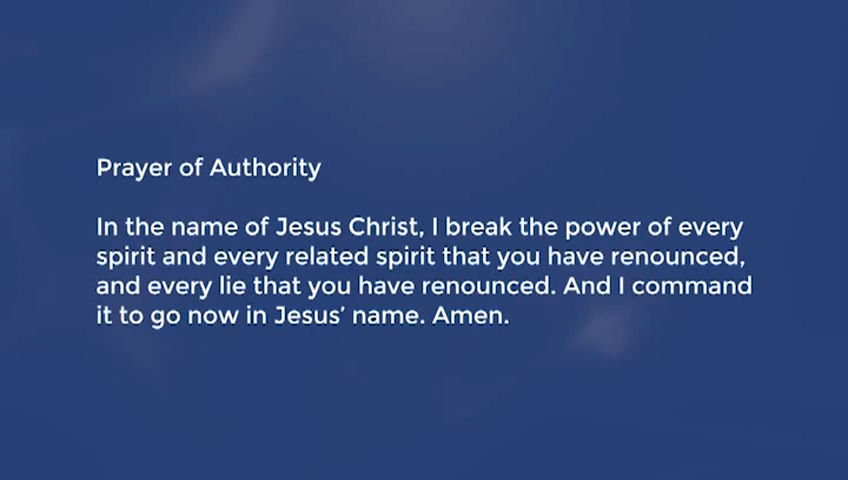 Prayer of Authority
In the name of Jesus Christ, I break the power of every
spirit and every related spirit that you have renounced,
and every lie that you have renounced. And I command
it to go now in Jesus’ name. Amen.